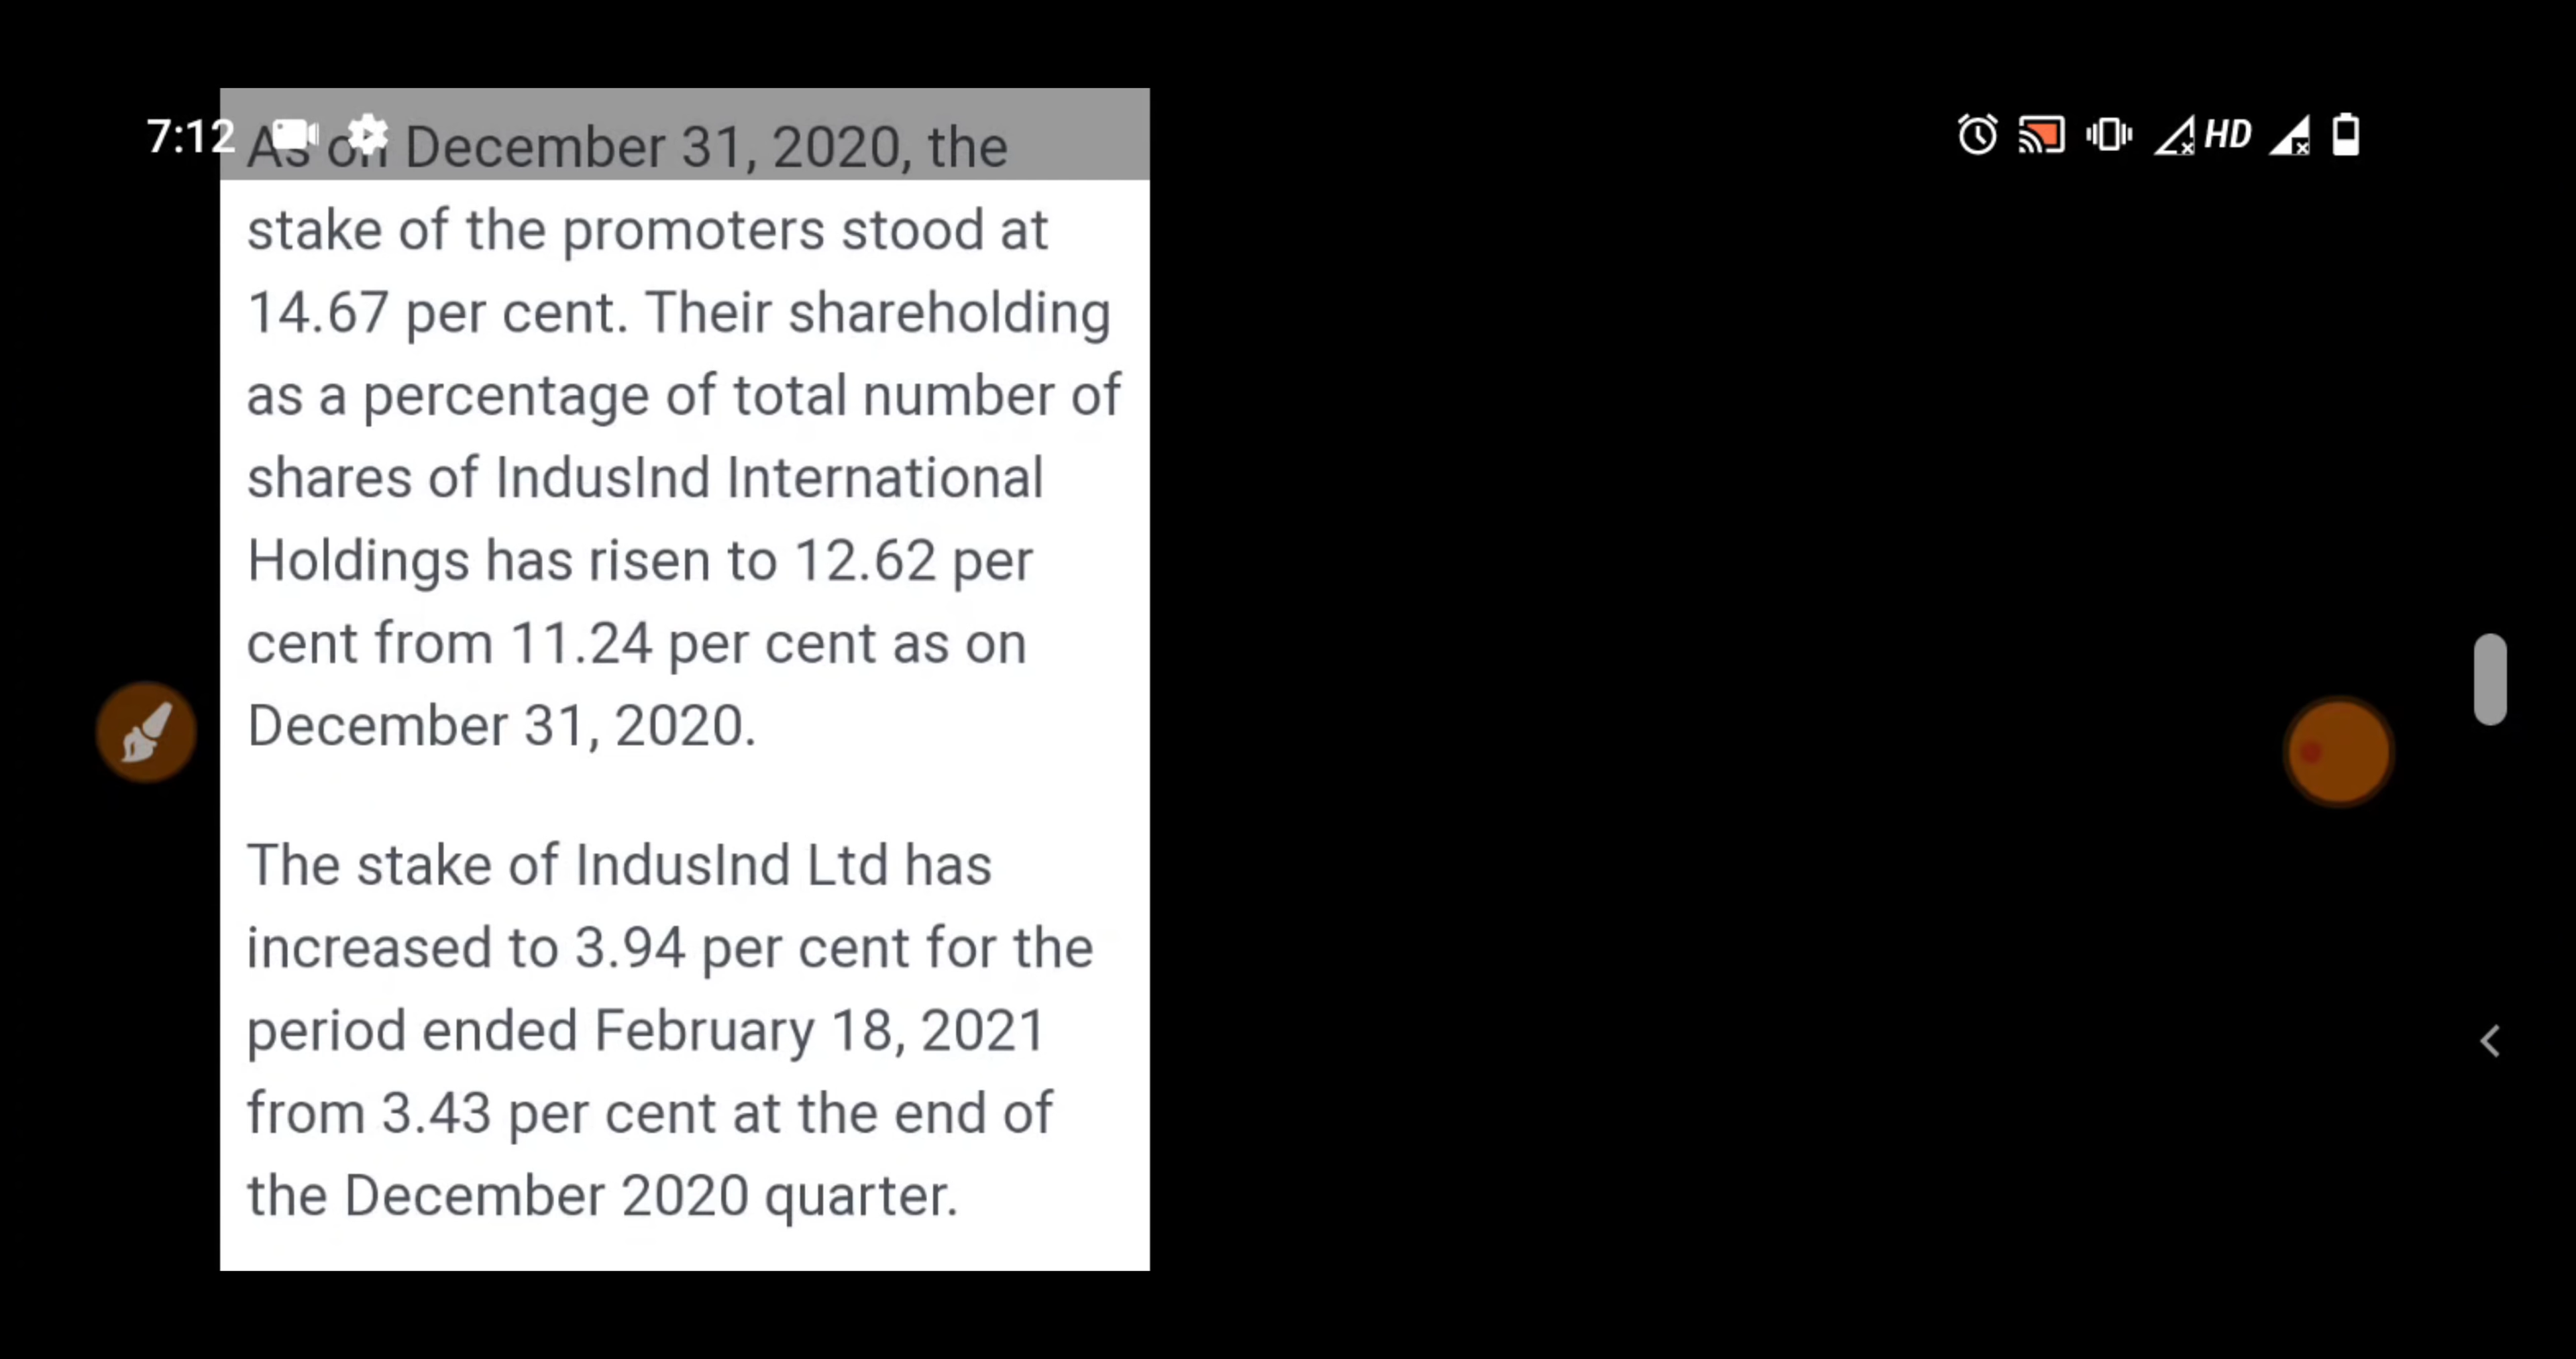 7:12
HD
As on December 31, 2020, the
stake of the promoters stood at
14.67 per cent. Their shareholding
as a percentage of total number of
shares of IndusInd International
Holdings has risen to 12.62 per
cent from 11.24 per cent as on
December 31, 2020.
The stake of IndusInd Ltd has
increased to 3.94 per cent for the
period ended February 18, 2021
from 3.43 per cent at the end of
the December 2020 quarter.